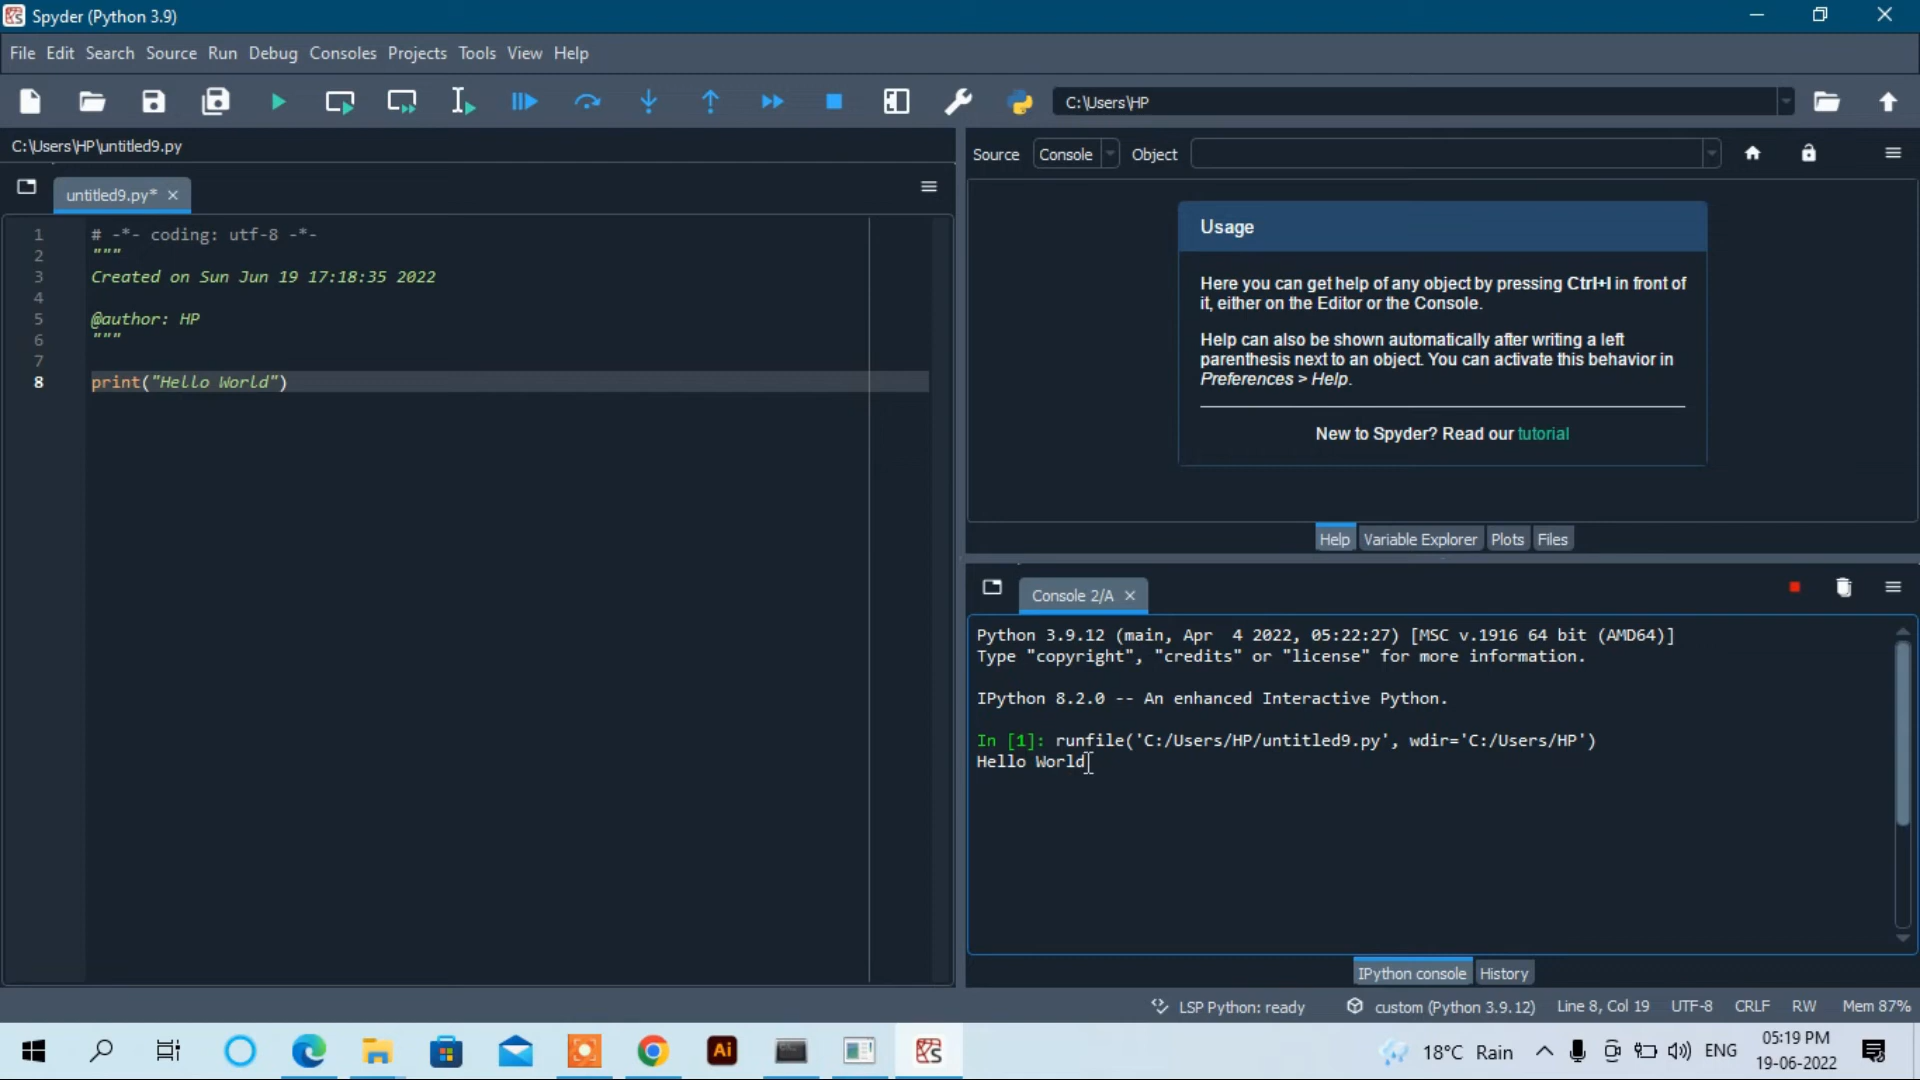 Spyder (Python 3.9)
File Edit Search Source Run Debug Consoles Projects Tools View Help
C:\Users\HP
C:\Users\HP\untitled9.py
Source Console Object
untitled9.py*
1 # -*- coding: utf-8 -*-
2 """
3 Created on Sun Jun 19 17:18:35 2022
4
5 @author: HP
6 """
7
8 print("Hello World")
Usage
Here you can get help of any object by pressing Ctrl+I in front of
it, either on the Editor or the Console.
Help can also be shown automatically after writing a left
parenthesis next to an object. You can activate this behavior in
Preferences > Help.
New to Spyder? Read our tutorial
Help Variable Explorer Plots Files
Console 2/A
Python 3.9.12 (main, Apr  4 2022, 05:22:27) [MSC v.1916 64 bit (AMD64)]
Type "copyright", "credits" or "license" for more information.
IPython 8.2.0 -- An enhanced Interactive Python.
In [1]: runfile('C:/Users/HP/untitled9.py', wdir='C:/Users/HP')
Hello World
IPython console History
LSP Python: ready custom (Python 3.9.12) Line 8, Col 19 UTF-8 CRLF RW Mem 87%
Ai
18°C Rain ENG
05:19 PM
19-06-2022